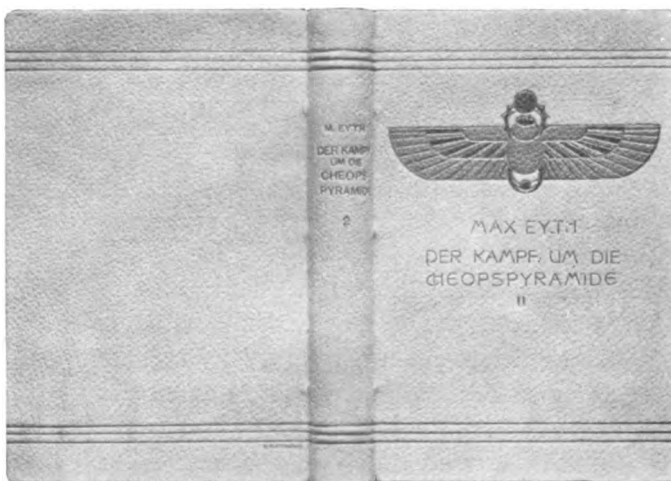 M. EYTH
DER KAMPF
UM DIE
CHEOPS-
PYRAMIDE
2
MAX EYTH
DER KAMPF UM DIE
CHEOPSPYRAMIDE
II